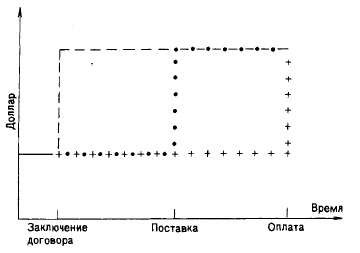 Доллар
Время
Заключение
договора
Поставка
Оплата